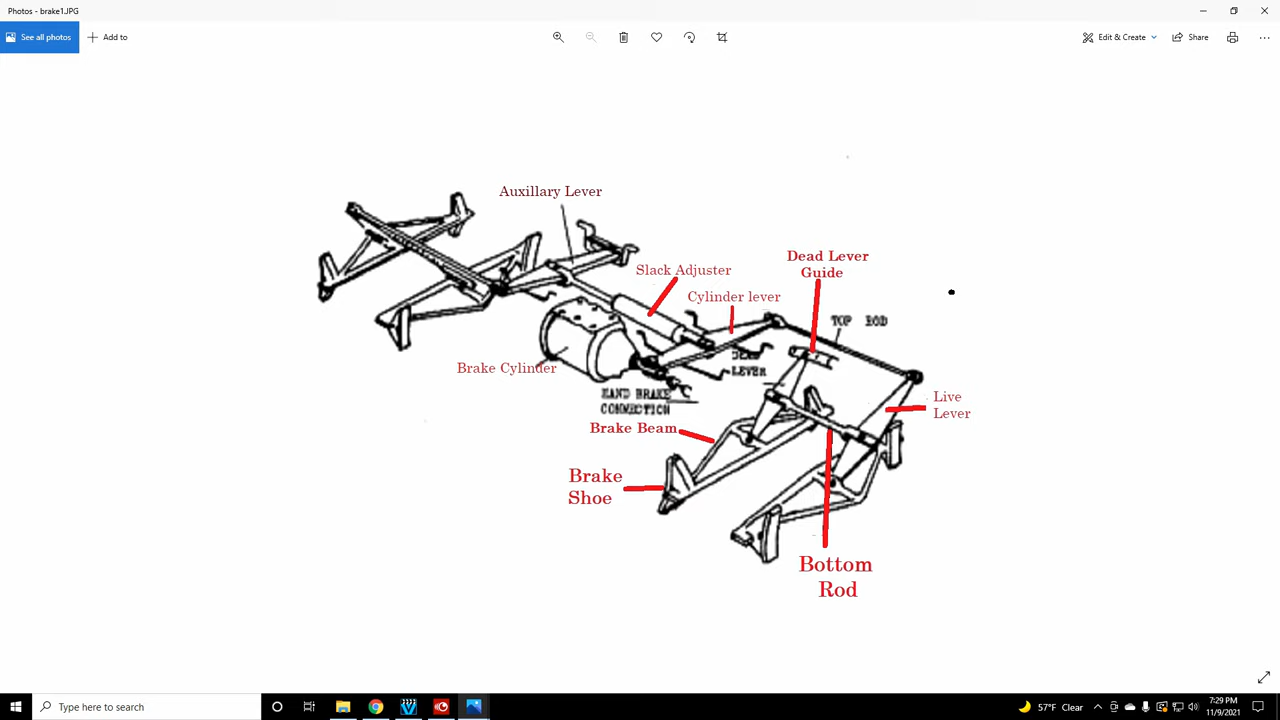 Photos - brake1.JPG
See all photos
Add to
Edit & Create
Share
Auxillary Lever
Dead Lever
Guide
Slack Adjuster
Cylinder lever
TOP ROD
DEAD
LEVER
Brake Cylinder
HAND BRAKE
CONNECTION
Live
Lever
Brake Beam
Brake
Shoe
Bottom
Rod
Type here to search
57°F Clear
7:29 PM
11/9/2021